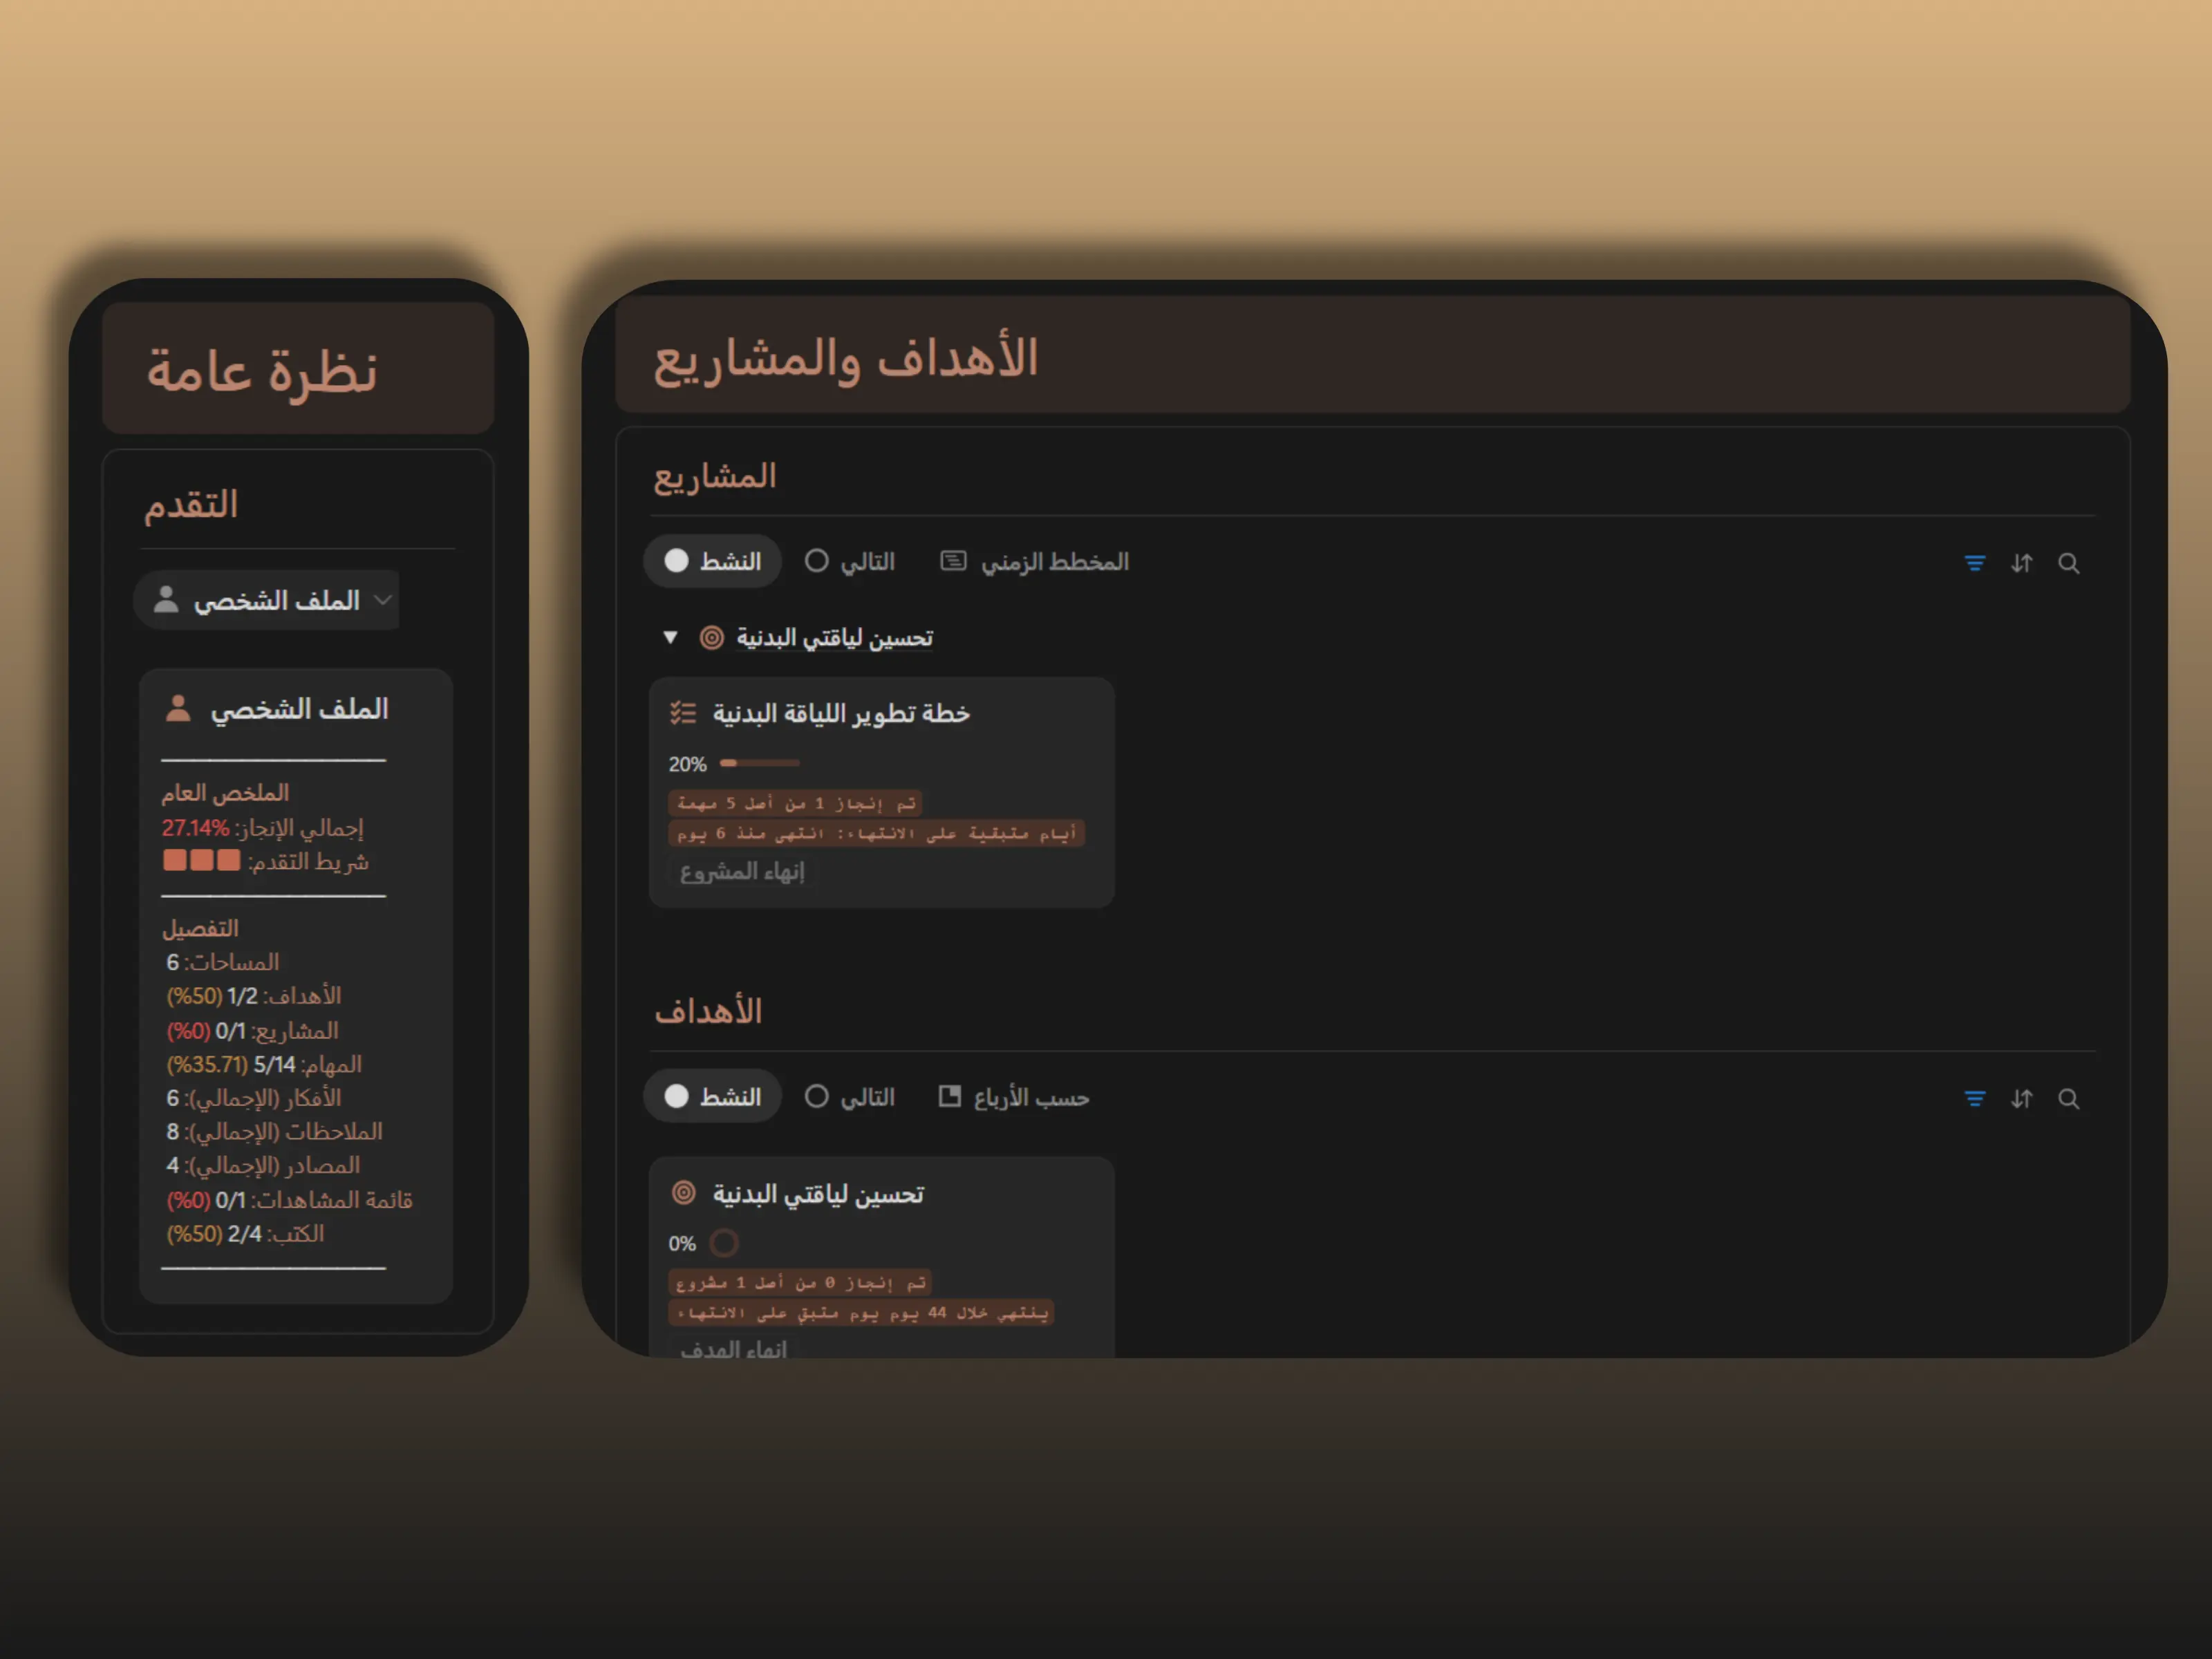 نظرة عامة
التقدم
الملف الشخصي
الملف الشخصي
الملخص العام
إجمالي الإنجاز: 27.14%
شريط التقدم:
التفصيل
المساحات: 6
الأهداف: 1/2 (50%)
المشاريع: 0/1 (0%)
المهام: 5/14 (35.71%)
الأفكار (الإجمالي): 6
الملاحظات (الإجمالي): 8
المصادر (الإجمالي): 4
قائمة المشاهدات: 0/1 (0%)
الكتب: 2/4 (50%)
الأهداف والمشاريع
المشاريع
النشط التالي المخطط الزمني
تحسين لياقتي البدنية
خطة تطوير اللياقة البدنية
20%
تم إنجاز 1 من أصل 5 مهمة
أيام متبقية على الانتهاء: انتهى منذ 6 يوم
إنهاء المشروع
الأهداف
النشط التالي حسب الأرباع
تحسين لياقتي البدنية
0%
تم إنجاز 0 من أصل 1 مشروع
ينتهي خلال 44 يوم يوم متبقٍ على الانتهاء
إنهاء الهدف